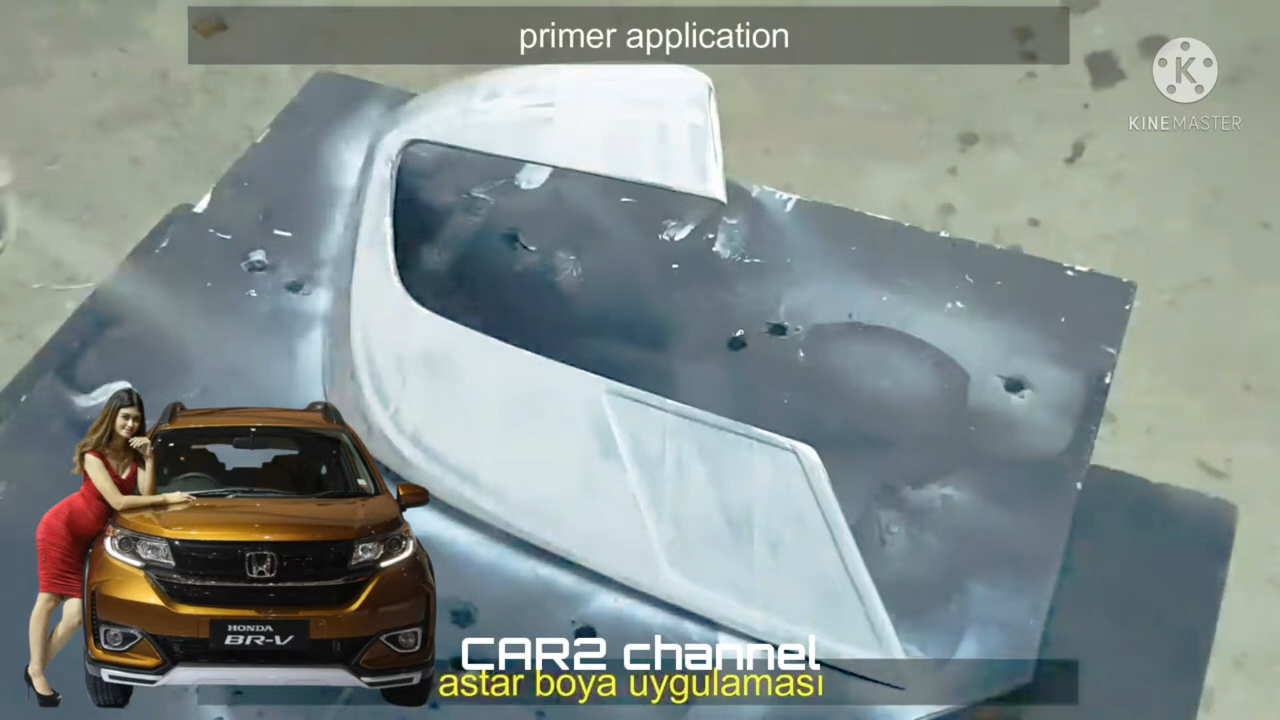 primer application
K
KINEMASTER
HONDA
BR-V
CAR2 channel
astar boya uygulaması